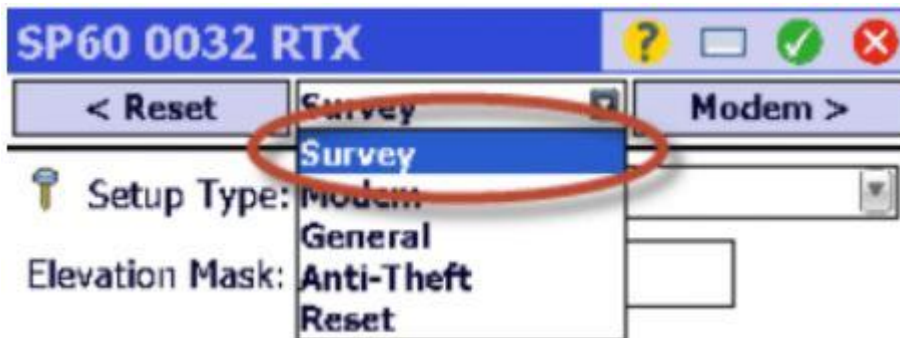 SP60 0032 RTX ?
< Reset Survey Modem >
Survey
Setup Type: Modem
General
Elevation Mask: Anti-Theft
Reset